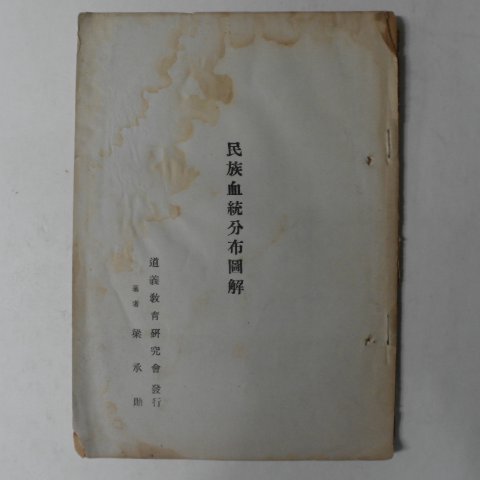 民族血統分布圖解
道義敎育研究會 發行
著者 梁承